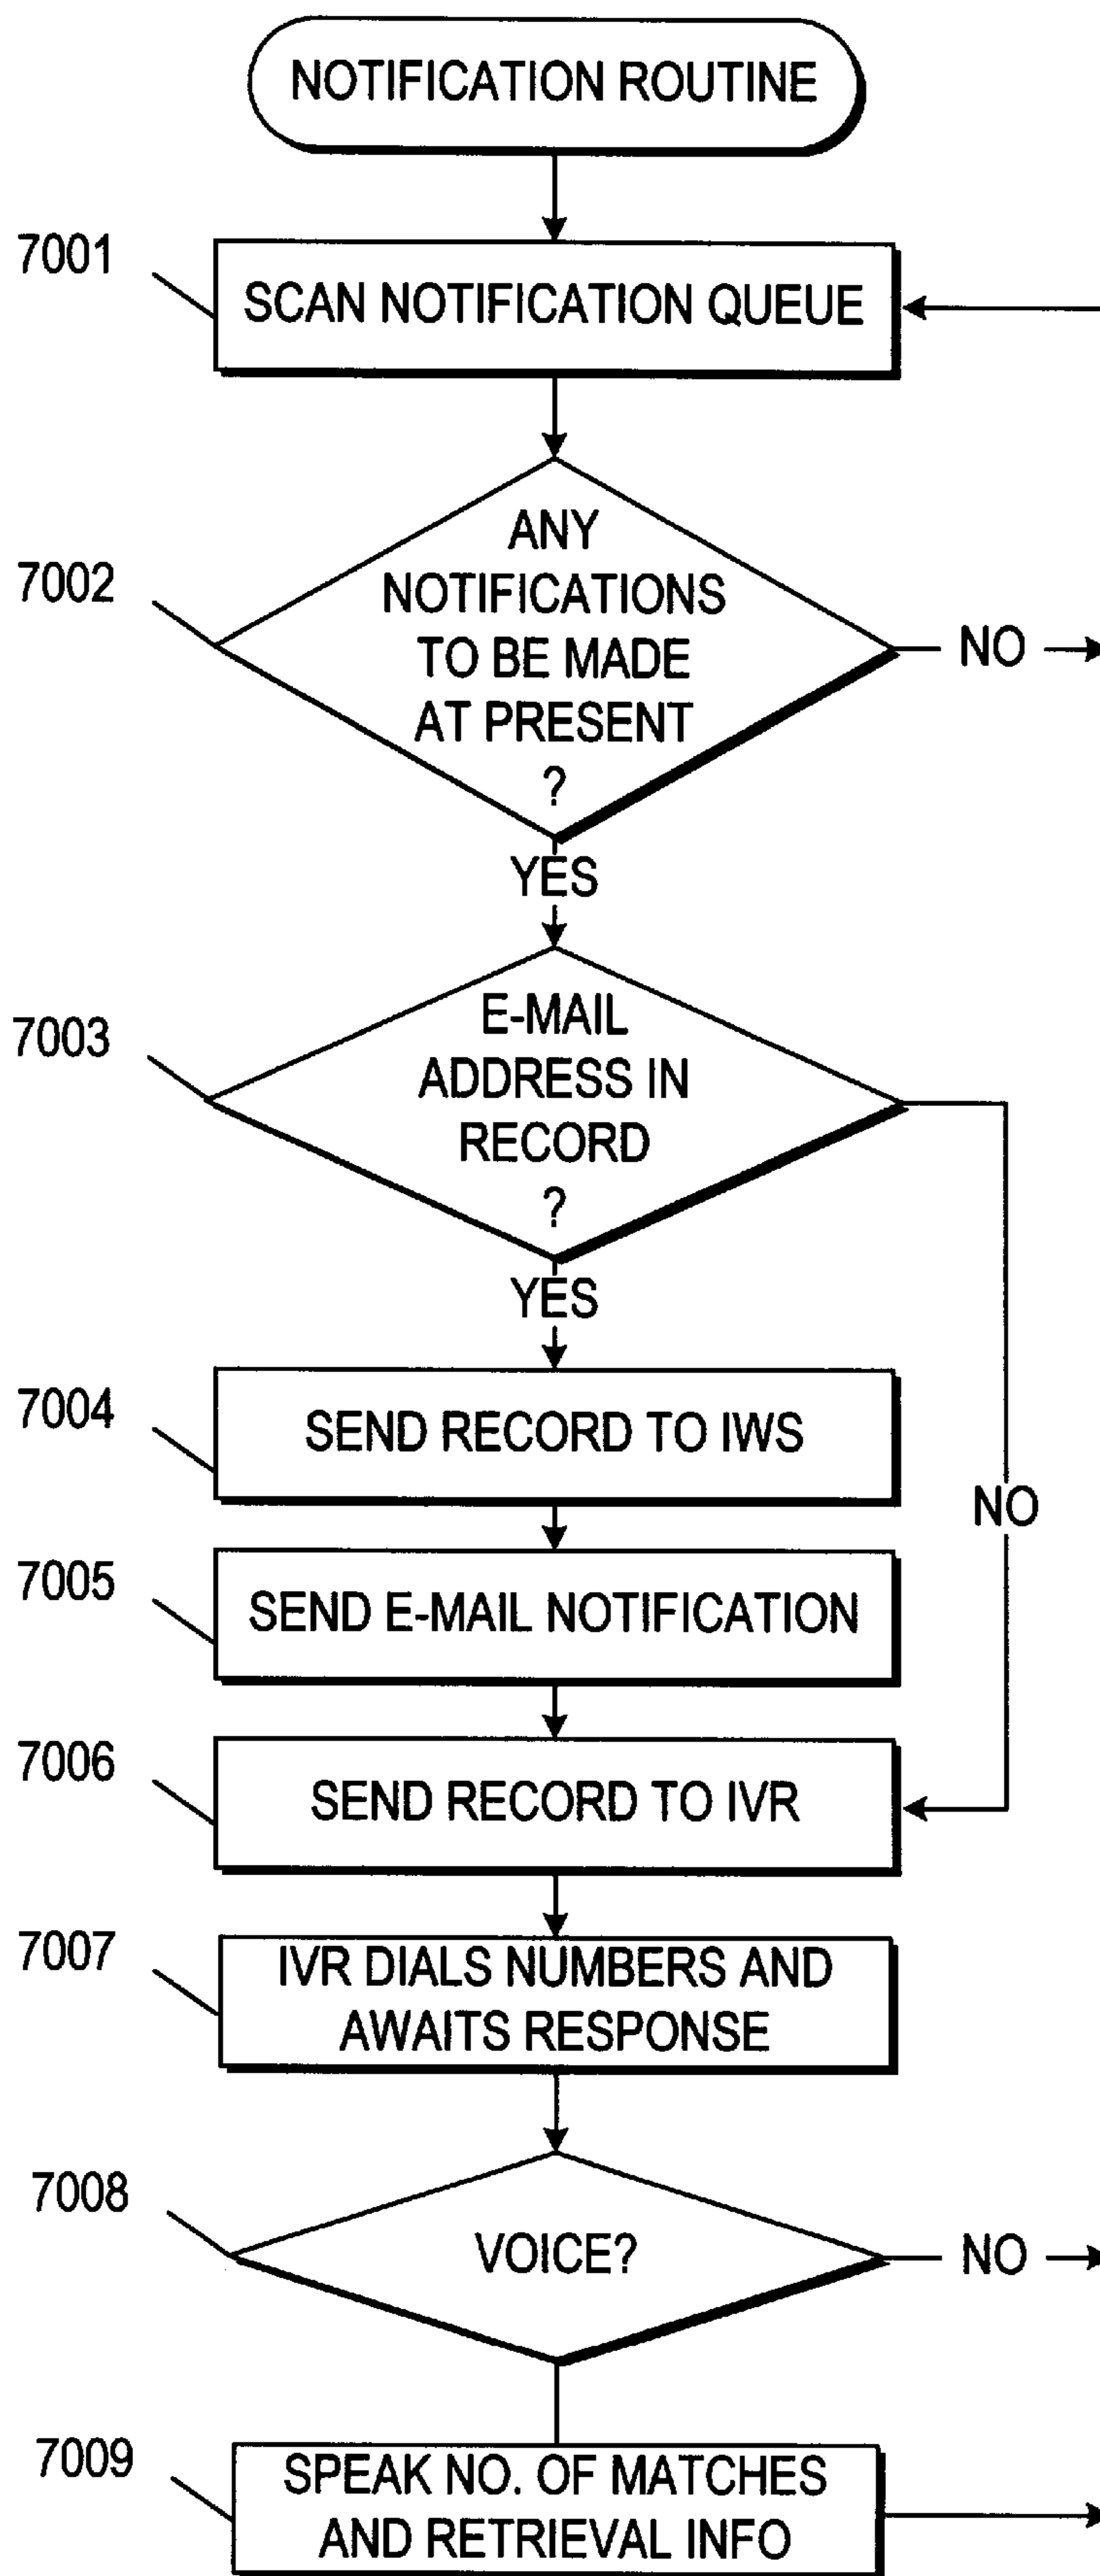 NOTIFICATION ROUTINE
7001
SCAN NOTIFICATION QUEUE
7002
ANY
NOTIFICATIONS
TO BE MADE
AT PRESENT
?
NO
YES
7003
E-MAIL
ADDRESS IN
RECORD
?
YES
7004
SEND RECORD TO IWS
NO
7005
SEND E-MAIL NOTIFICATION
7006
SEND RECORD TO IVR
7007
IVR DIALS NUMBERS AND
AWAITS RESPONSE
7008
VOICE?
NO
7009
SPEAK NO. OF MATCHES
AND RETRIEVAL INFO